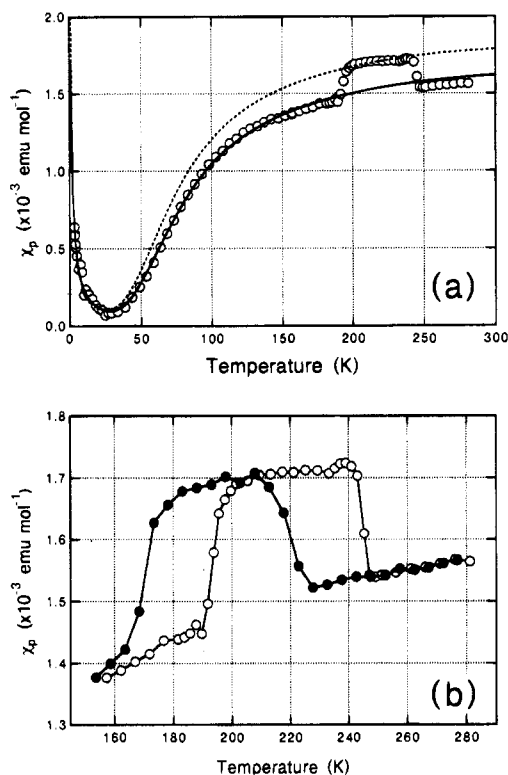 2.0
1.5
1.0
0.5
0.0
χp (x10⁻³ emu mol⁻¹)
(a)
0 50 100 150 200 250 300
Temperature (K)
1.8
1.7
1.6
1.5
1.4
1.3
χp (x10⁻³ emu mol⁻¹)
(b)
160 180 200 220 240 260 280
Temperature (K)